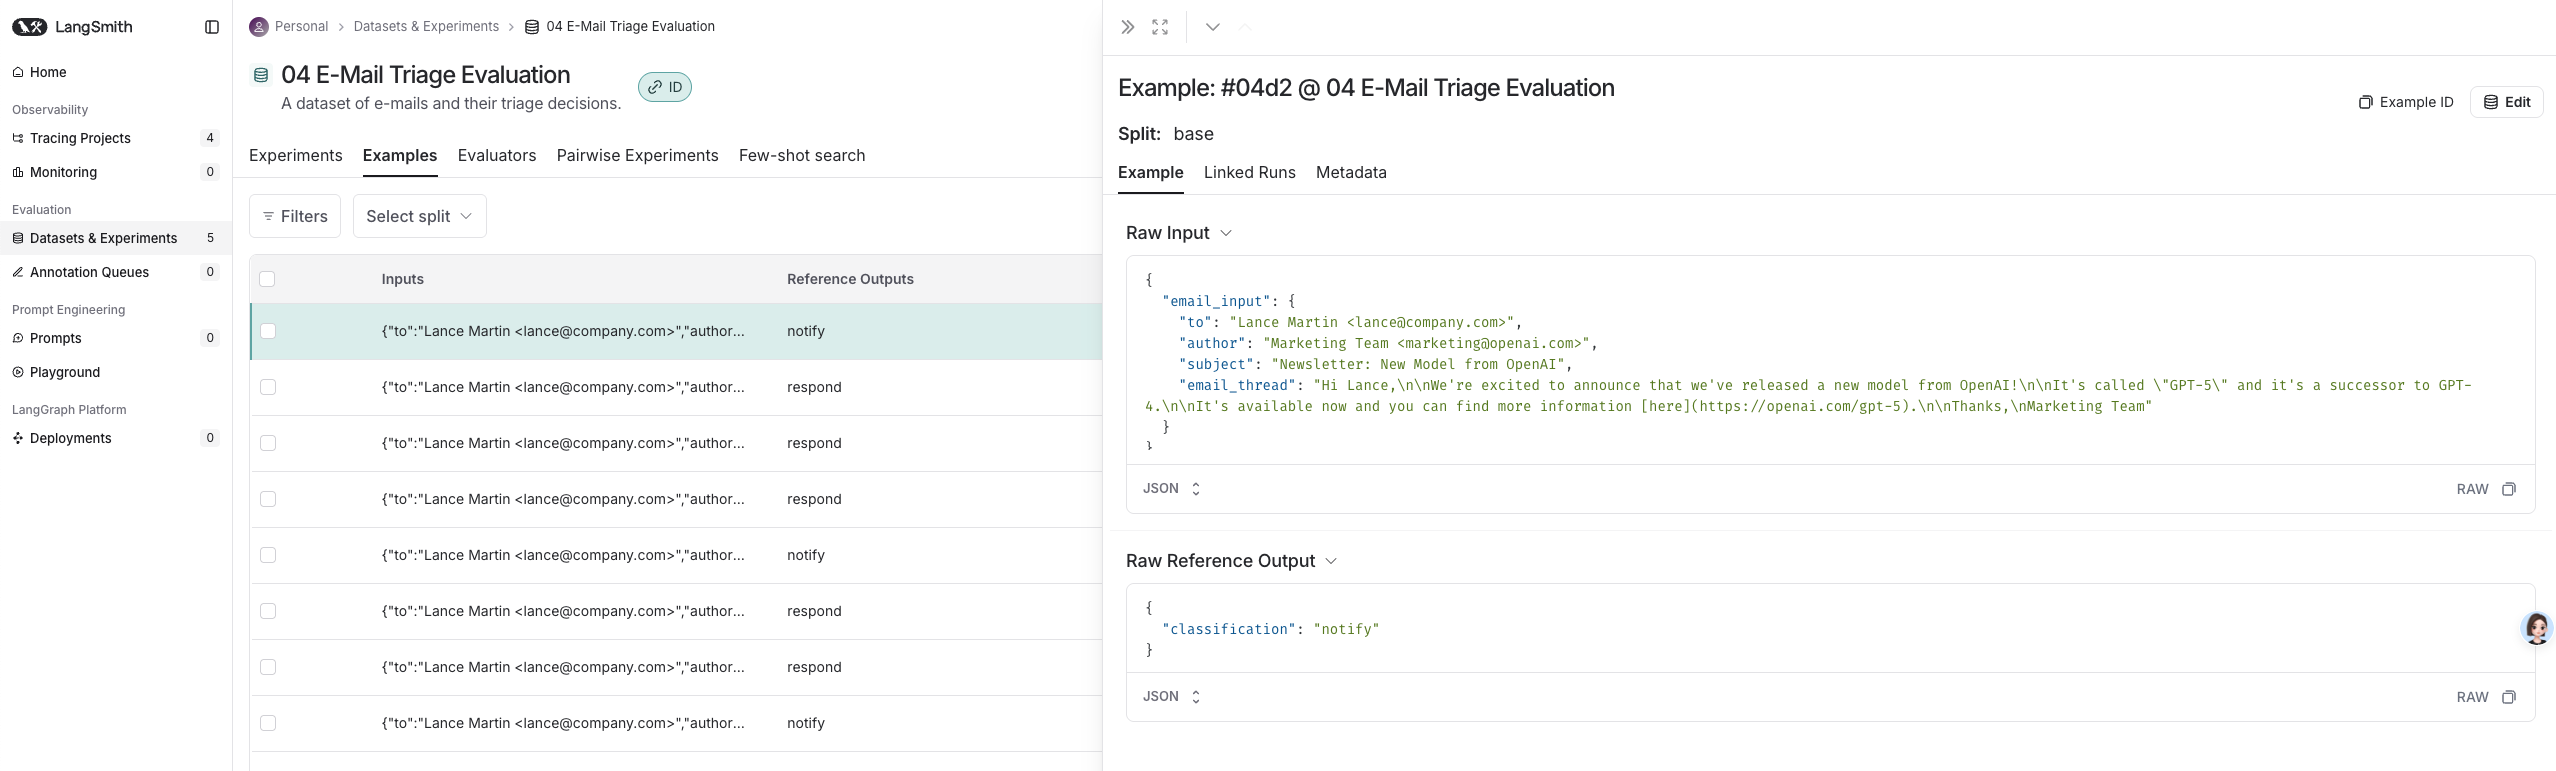 LangSmith
Home
Observability
Tracing Projects 4
Monitoring 0
Evaluation
Datasets & Experiments 5
Annotation Queues 0
Prompt Engineering
Prompts 0
Playground
LangGraph Platform
Deployments 0
Personal > Datasets & Experiments > 04 E-Mail Triage Evaluation
04 E-Mail Triage Evaluation
A dataset of e-mails and their triage decisions.
ID
Experiments Examples Evaluators Pairwise Experiments Few-shot search
Filters Select split
Inputs Reference Outputs
{"to":"Lance Martin <lance@company.com>","author... notify
{"to":"Lance Martin <lance@company.com>","author... respond
{"to":"Lance Martin <lance@company.com>","author... respond
{"to":"Lance Martin <lance@company.com>","author... respond
{"to":"Lance Martin <lance@company.com>","author... notify
{"to":"Lance Martin <lance@company.com>","author... respond
{"to":"Lance Martin <lance@company.com>","author... respond
{"to":"Lance Martin <lance@company.com>","author... notify
Example: #04d2 @ 04 E-Mail Triage Evaluation
Example ID Edit
Split: base
Example Linked Runs Metadata
Raw Input
{
"email_input": {
"to": "Lance Martin <lance@company.com>",
"author": "Marketing Team <marketing@openai.com>",
"subject": "Newsletter: New Model from OpenAI",
"email_thread": "Hi Lance,\n\nWe're excited to announce that we've released a new model from OpenAI!\n\nIt's called \"GPT-5\" and it's a successor to GPT-
4.\n\nIt's available now and you can find more information [here](https://openai.com/gpt-5).\n\nThanks,\nMarketing Team"
}
}
JSON RAW
Raw Reference Output
{
"classification": "notify"
}
JSON RAW